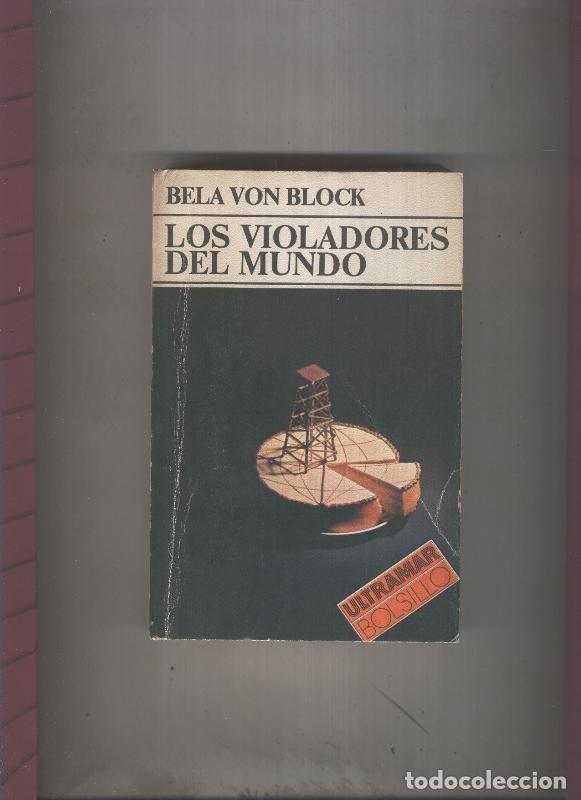 BELA VON BLOCK
LOS VIOLADORES
DEL MUNDO
ULTRAMAR
BOLSILLO
todocoleccion